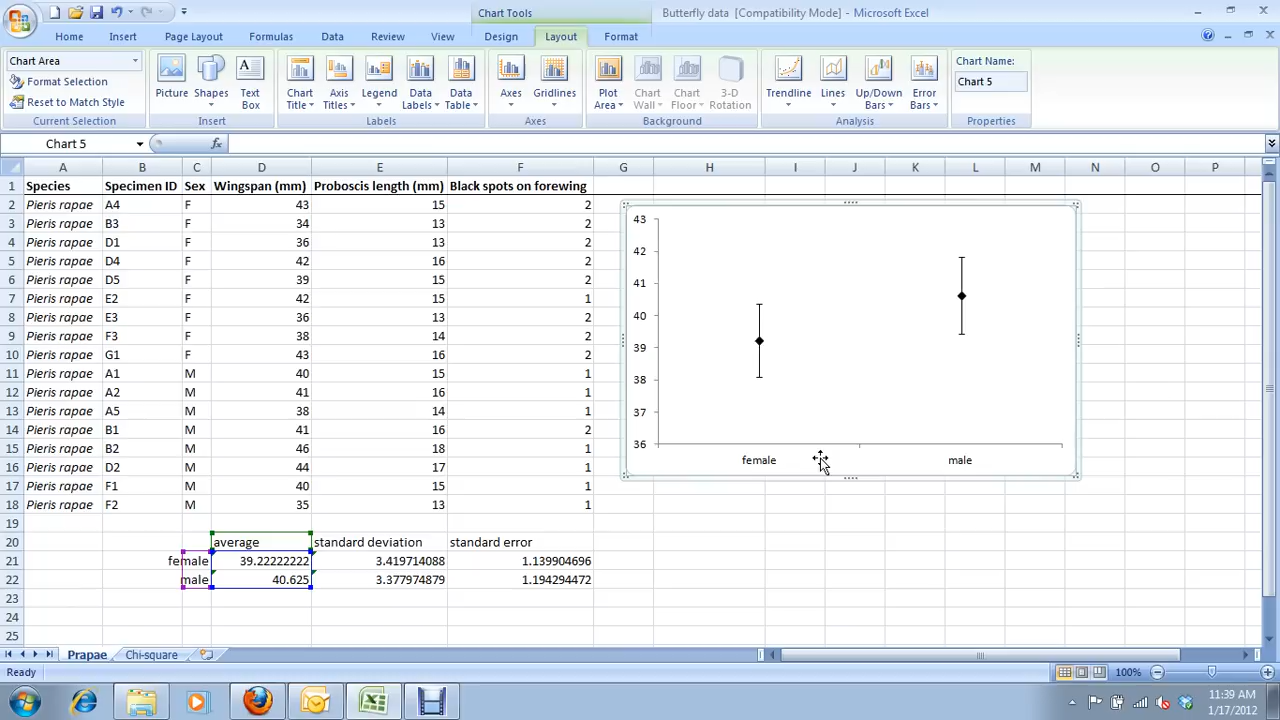 Chart Tools
Butterfly data [Compatibility Mode] - Microsoft Excel
Home Insert Page Layout Formulas Data Review View Design Layout Format
Chart Area
Format Selection
Reset to Match Style
Current Selection
Picture Shapes Text Box
Insert
Chart Title Axis Titles Legend Data Labels Data Table
Labels
Axes Gridlines
Axes
Plot Area Chart Wall Chart Floor 3-D Rotation
Background
Trendline Lines Up/Down Bars Error Bars
Analysis
Chart Name:
Chart 5
Properties
Chart 5 fx
A B C D E F G H I J K L M N O P
1 Species Specimen ID Sex Wingspan (mm) Proboscis length (mm) Black spots on forewing
2 Pieris rapae A4 F 43 15 2
3 Pieris rapae B3 F 34 13 2
4 Pieris rapae D1 F 36 13 2
5 Pieris rapae D4 F 42 16 2
6 Pieris rapae D5 F 39 15 2
7 Pieris rapae E2 F 42 15 1
8 Pieris rapae E3 F 36 13 2
9 Pieris rapae F3 F 38 14 2
10 Pieris rapae G1 F 43 16 2
11 Pieris rapae A1 M 40 15 1
12 Pieris rapae A2 M 41 16 1
13 Pieris rapae A5 M 38 14 1
14 Pieris rapae B1 M 41 16 2
15 Pieris rapae B2 M 46 18 1
16 Pieris rapae D2 M 44 17 1
17 Pieris rapae F1 M 40 15 1
18 Pieris rapae F2 M 35 13 1
19
20 average standard deviation standard error
21 female 39.22222222 3.419714088 1.139904696
22 male 40.625 3.377974879 1.194294472
23
24
25
43
42
41
40
39
38
37
36
female male
Prapae Chi-square
Ready 100%
11:39 AM
1/17/2012